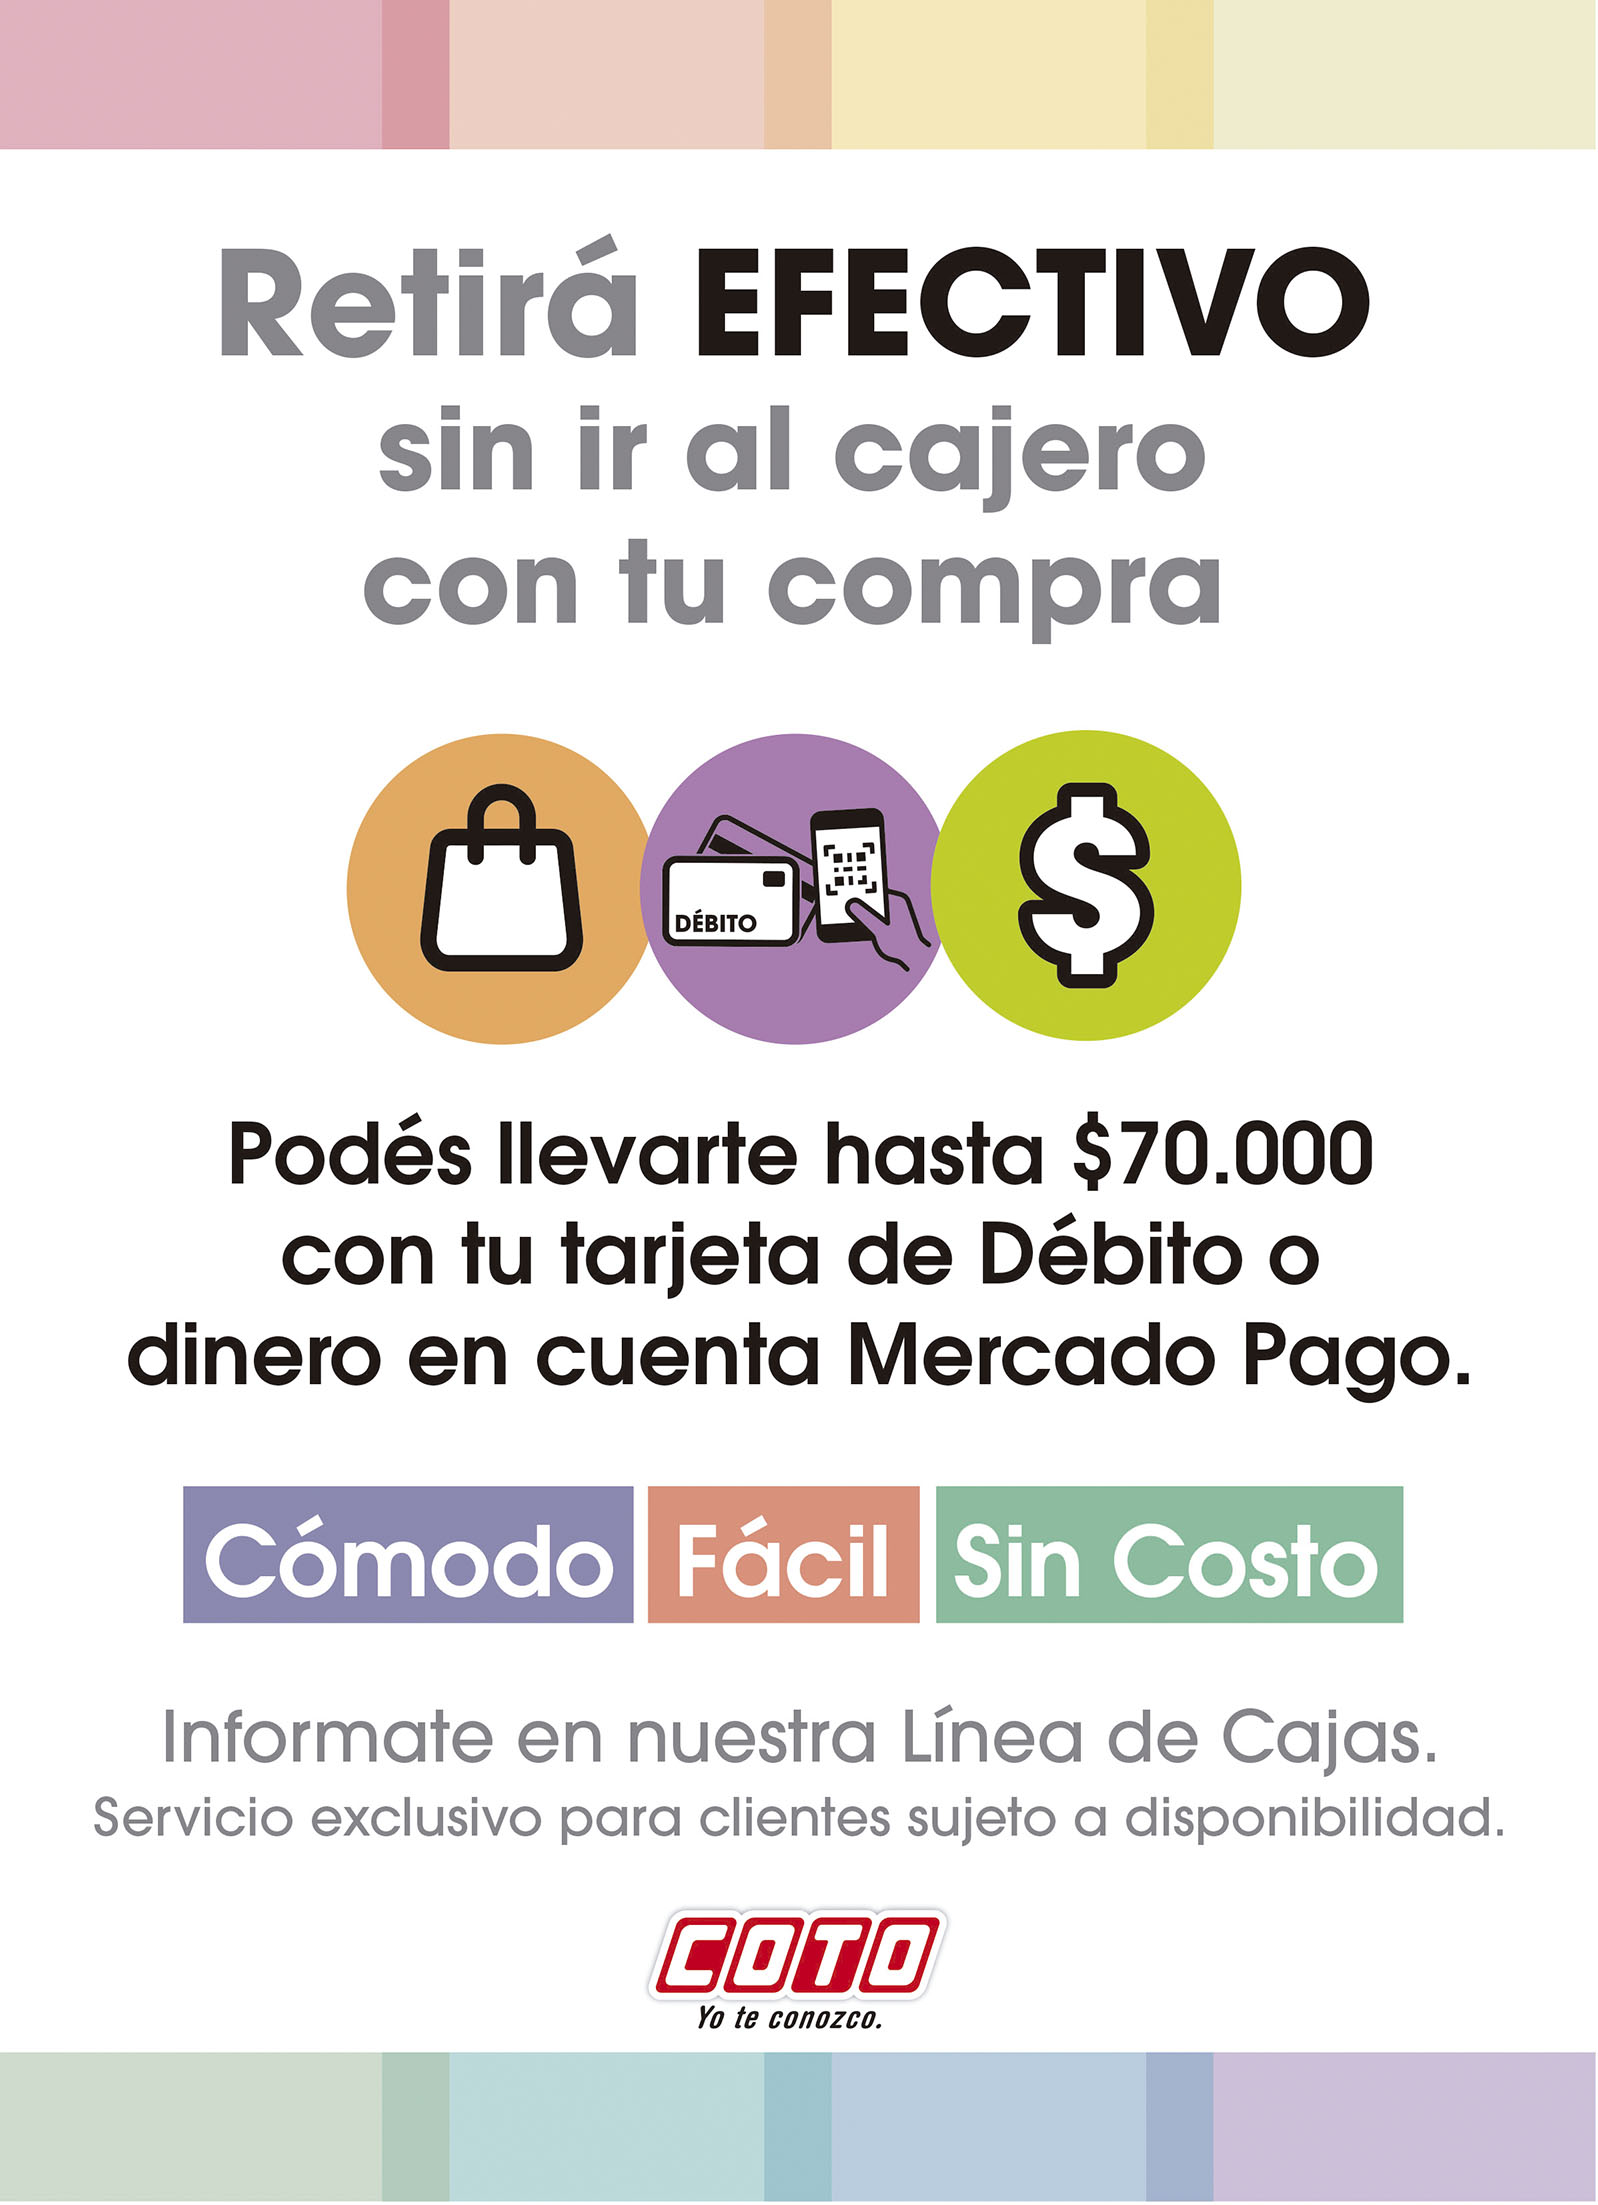 Retirá EFECTIVO
sin ir al cajero
con tu compra
DÉBITO
$
Podés llevarte hasta $70.000
con tu tarjeta de Débito o
dinero en cuenta Mercado Pago.
Cómodo Fácil Sin Costo
Informate en nuestra Línea de Cajas.
Servicio exclusivo para clientes sujeto a disponibilidad.
COTO
Yo te conozco.